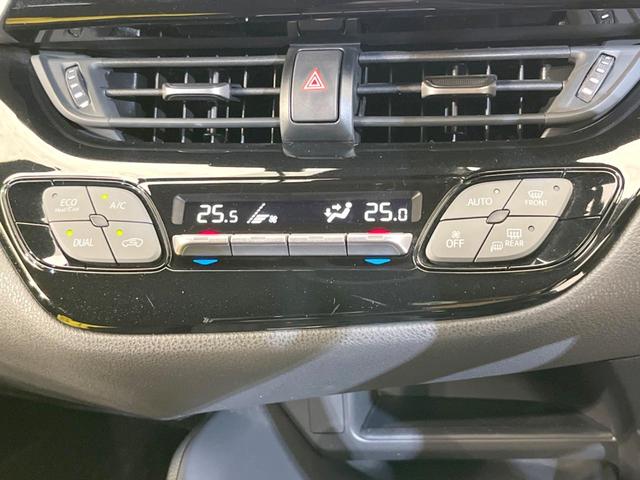 ECO
Heat/Cool
A/C
25.5
25.0
AUTO
FRONT
DUAL
OFF
REAR